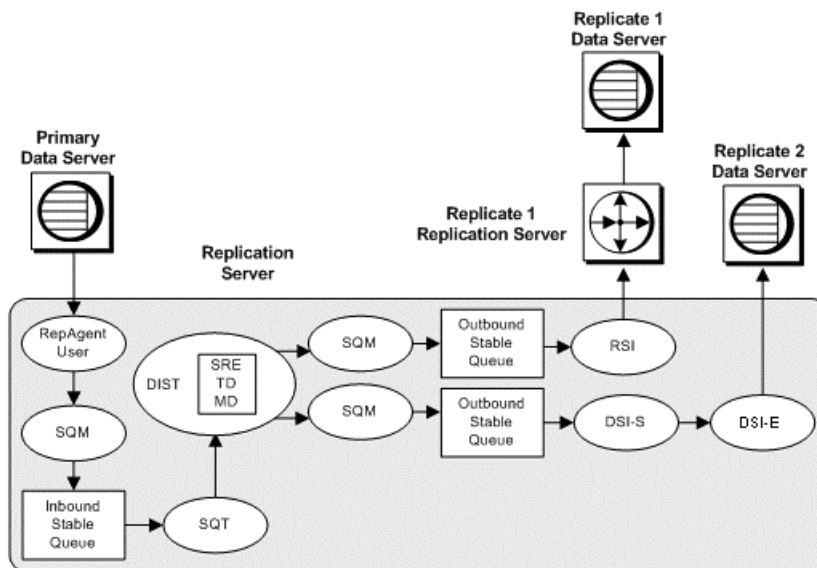 Replicate 1
Data Server
Primary
Data Server
Replicate 2
Data Server
Replicate 1
Replication Server
Replication
Server
RepAgent
User
SQM
Inbound
Stable
Queue
SQT
DIST
SRE
TD
MD
SQM
Outbound
Stable
Queue
RSI
SQM
Outbound
Stable
Queue
DSI-S
DSI-E